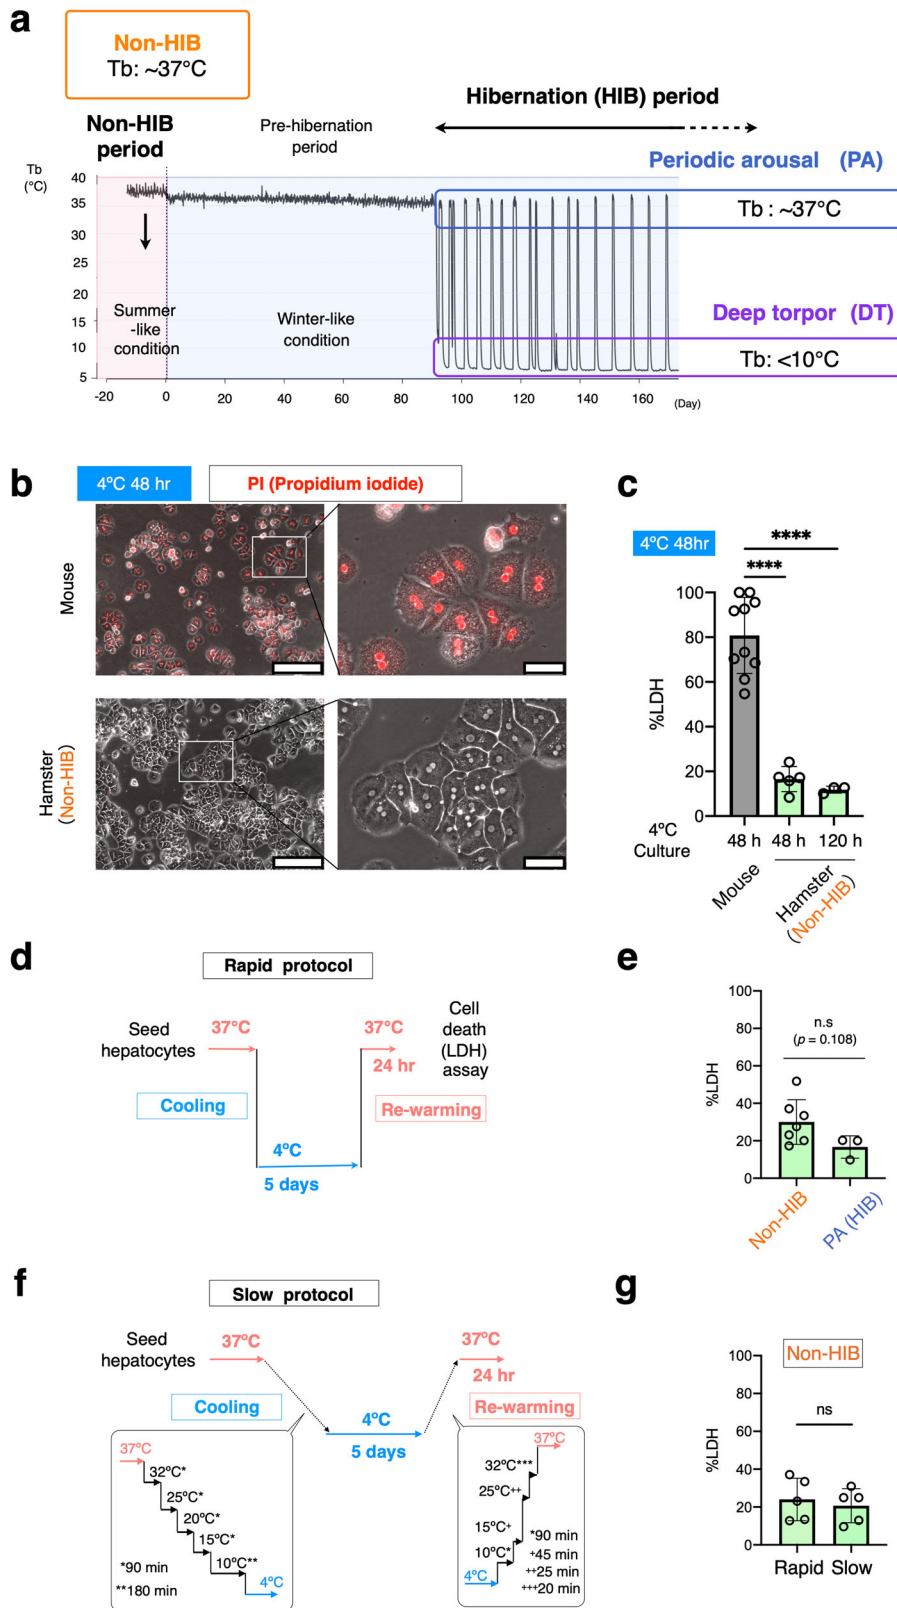 a
Non-HIB
Tb: ~37°C
Hibernation (HIB) period
Non-HIB
period
Pre-hibernation
period
Periodic arousal (PA)
Tb
(°C)
40
35
30
25
20
15
10
5
Tb : ~37°C
Summer
-like
condition
Winter-like
condition
Deep torpor (DT)
Tb: <10°C
-20 0 20 40 60 80 100 120 140 160 (Day)
b
4°C 48 hr
PI (Propidium iodide)
Mouse
Hamster
(Non-HIB)
c
4°C 48hr
****
****
%LDH
100
80
60
40
20
0
4°C
Culture
48 h 48 h 120 h
Mouse
Hamster
(Non-HIB)
d
Rapid protocol
Seed
hepatocytes
37°C
37°C
24 hr
Cell
death
(LDH)
assay
Cooling
Re-warming
4°C
5 days
e
%LDH
100
80
60
40
20
0
n.s
(p = 0.108)
Non-HIB
PA (HIB)
f
Slow protocol
Seed
hepatocytes
37°C
37°C
24 hr
Cooling
Re-warming
4°C
5 days
37°C
32°C*
25°C*
20°C*
15°C*
10°C**
4°C
*90 min
**180 min
37°C
32°C***
25°C++
15°C+
10°C*
4°C
*90 min
+45 min
++25 min
+++20 min
g
Non-HIB
%LDH
100
80
60
40
20
0
ns
Rapid Slow